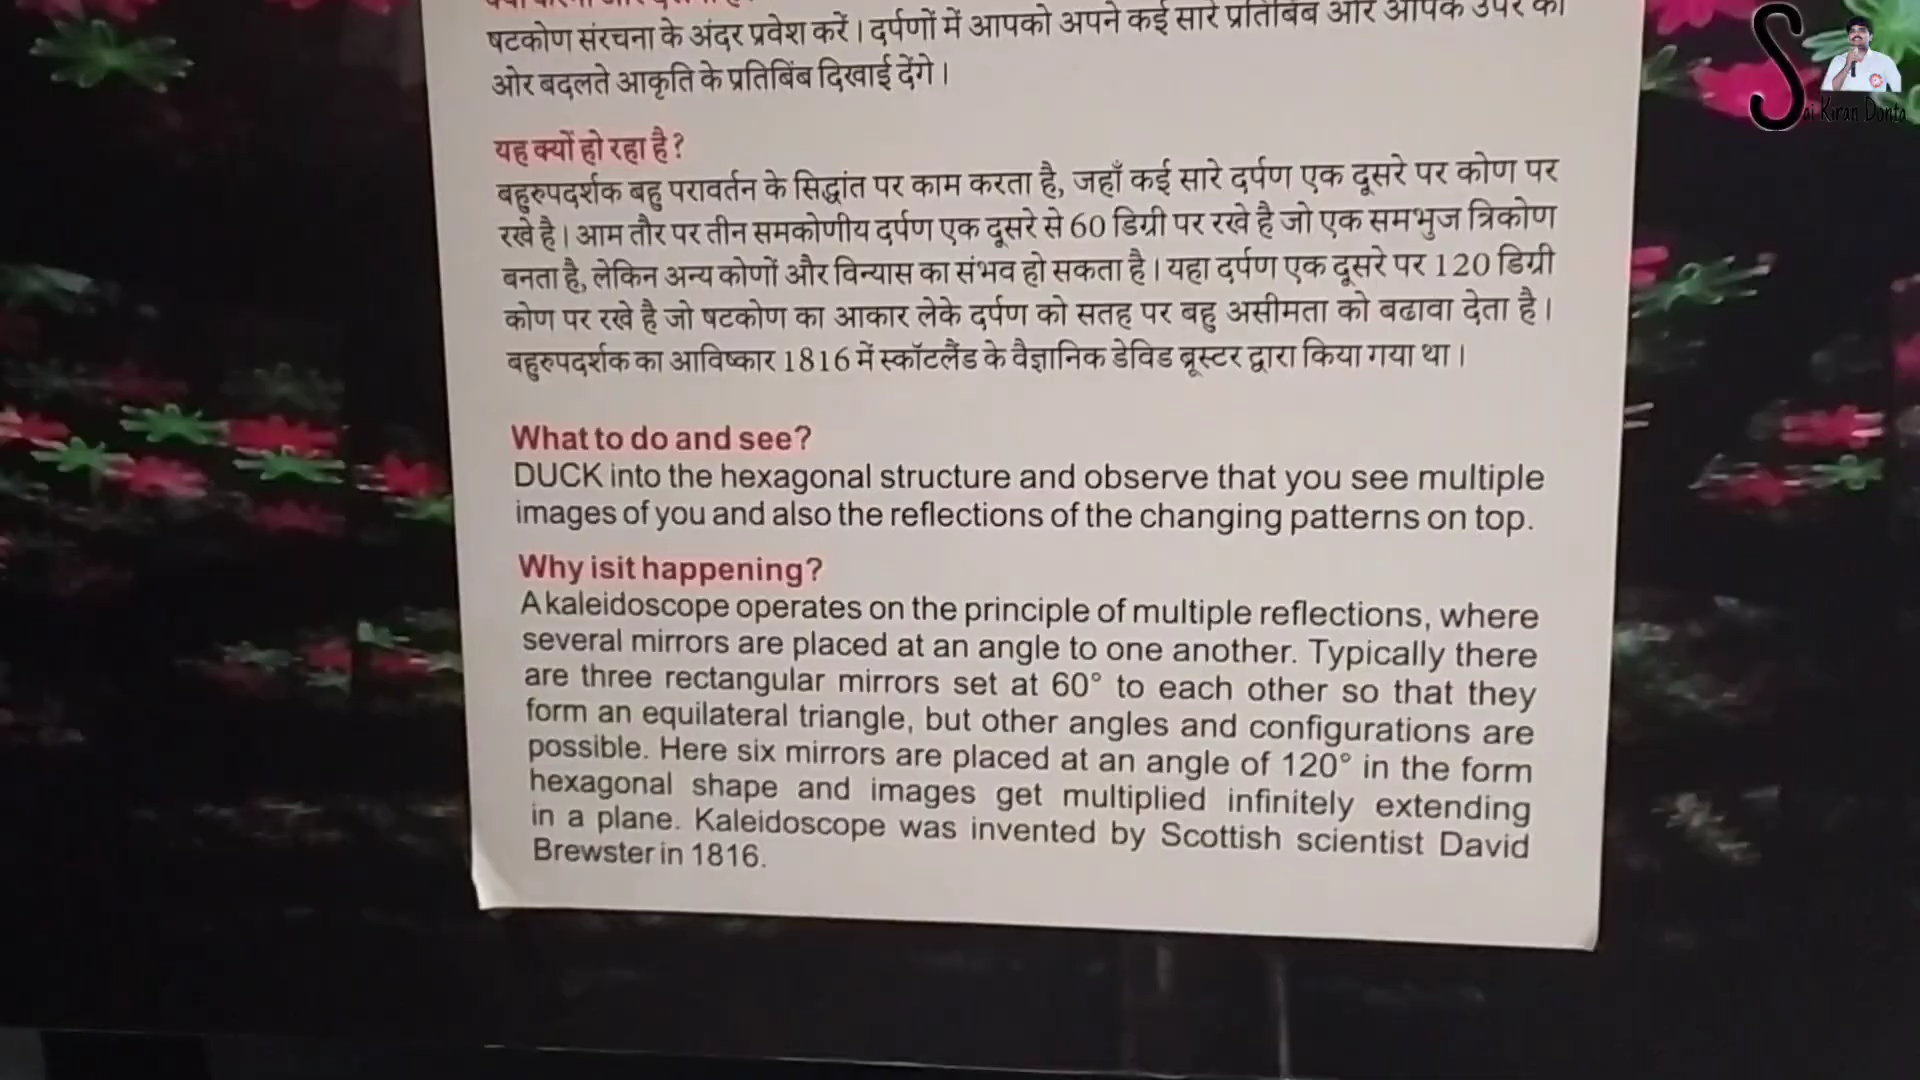 षटकोण संरचना के अंदर प्रवेश करें। दर्पणों में आपको अपने कई सारे प्रतिबिंब और आपके उपर की
ओर बदलते आकृति के प्रतिबिंब दिखाई देंगे।
यह क्यों हो रहा है?
बहुरुपदर्शक बहु परावर्तन के सिद्धांत पर काम करता है, जहाँ कई सारे दर्पण एक दूसरे पर कोण पर
रखे है। आम तौर पर तीन समकोणीय दर्पण एक दूसरे से 60 डिग्री पर रखे है जो एक समभुज त्रिकोण
बनता है, लेकिन अन्य कोणों और विन्यास का संभव हो सकता है। यहा दर्पण एक दूसरे पर 120 डिग्री
कोण पर रखे है जो षटकोण का आकार लेके दर्पण को सतह पर बहु असीमता को बढावा देता है।
बहुरुपदर्शक का आविष्कार 1816 में स्कॉटलैंड के वैज्ञानिक डेविड ब्रूस्टर द्वारा किया गया था।
What to do and see?
DUCK into the hexagonal structure and observe that you see multiple
images of you and also the reflections of the changing patterns on top.
Why isit happening?
A kaleidoscope operates on the principle of multiple reflections, where
several mirrors are placed at an angle to one another. Typically there
are three rectangular mirrors set at 60° to each other so that they
form an equilateral triangle, but other angles and configurations are
possible. Here six mirrors are placed at an angle of 120° in the form
hexagonal shape and images get multiplied infinitely extending
in a plane. Kaleidoscope was invented by Scottish scientist David
Brewster in 1816.
Sai Kiran Donta